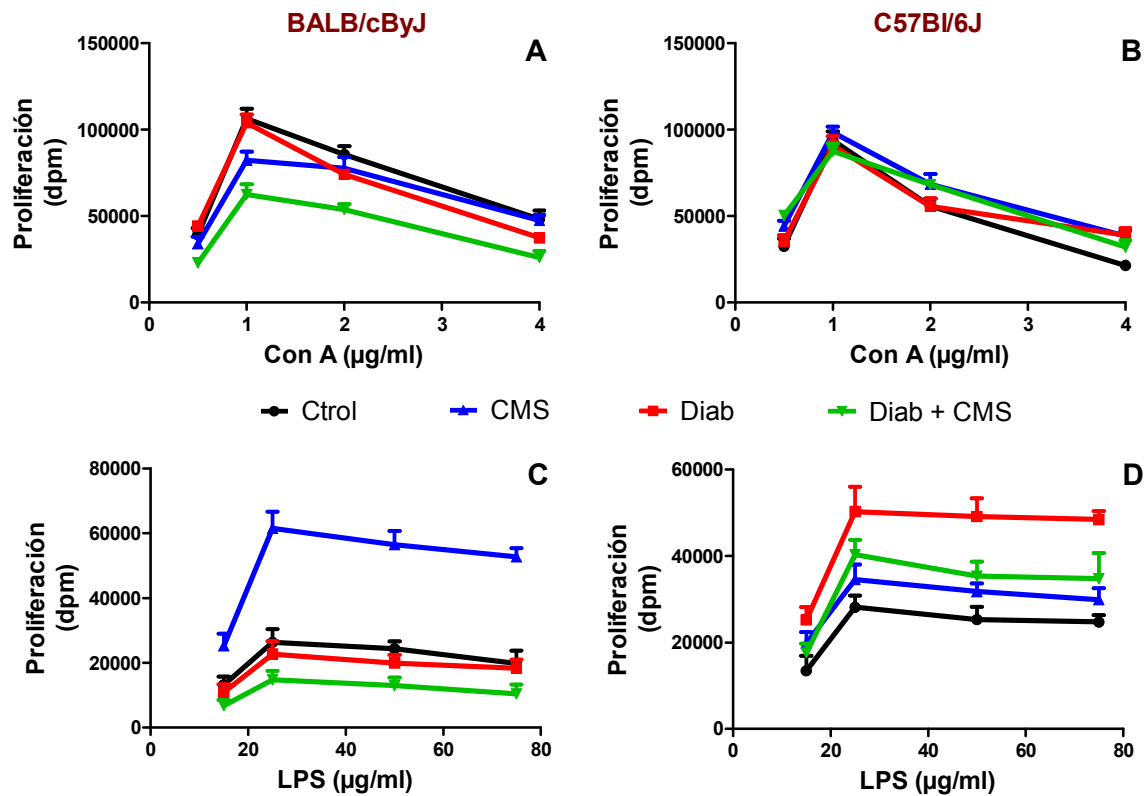 BALB/cByJ
C57Bl/6J
A
150000
100000
50000
0
Proliferación
(dpm)
0 1 2 3 4
Con A (µg/ml)
B
150000
100000
50000
0
Proliferación
(dpm)
0 1 2 3 4
Con A (µg/ml)
Ctrol CMS Diab Diab + CMS
C
80000
60000
40000
20000
0
Proliferación
(dpm)
0 20 40 60 80
LPS (µg/ml)
D
60000
40000
20000
0
Proliferación
(dpm)
0 20 40 60 80
LPS (µg/ml)